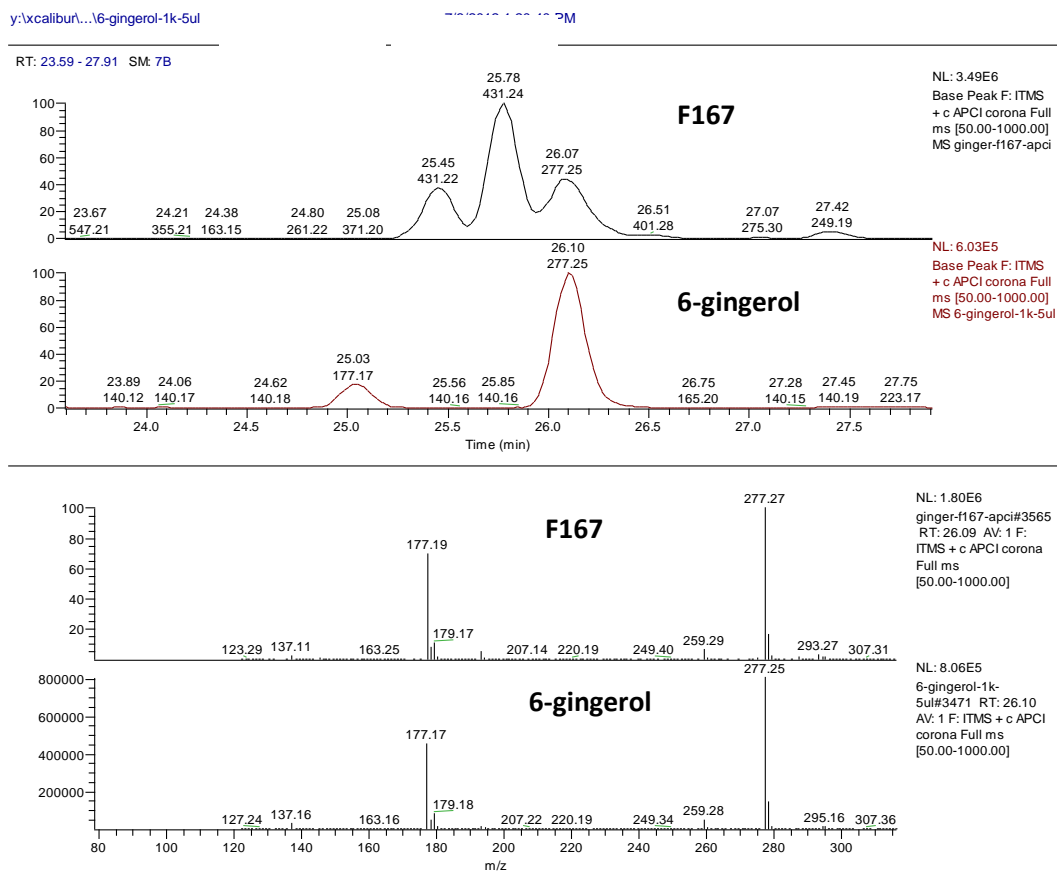 y:\xcalibur\...\6-gingerol-1k-5ul PM
RT: 23.59 - 27.91 SM: 7B
NL: 3.49E6
Base Peak F: ITMS
+ c APCI corona Full
ms [50.00-1000.00]
MS ginger-f167-apci
F167
100
80
60
40
20
0
23.67
547.21
24.21
355.21
24.38
163.15
24.80
261.22
25.08
371.20
25.45
431.22
25.78
431.24
26.07
277.25
26.51
401.28
27.07
275.30
27.42
249.19
NL: 6.03E5
Base Peak F: ITMS
+ c APCI corona Full
ms [50.00-1000.00]
MS 6-gingerol-1k-5ul
6-gingerol
100
80
60
40
20
0
23.89
140.12
24.06
140.17
24.62
140.18
25.03
177.17
25.56
140.16
25.85
140.16
26.10
277.25
26.75
165.20
27.28
140.15
27.45
140.19
27.75
223.17
24.0 24.5 25.0 25.5 26.0 26.5 27.0 27.5
Time (min)
F167
100
80
60
40
20
123.29 137.11 163.25 177.19 179.17 207.14 220.19 249.40 259.29 277.27 293.27 307.31
NL: 1.80E6
ginger-f167-apci#3565
RT: 26.09 AV: 1 F:
ITMS + c APCI corona
Full ms
[50.00-1000.00]
6-gingerol
800000
600000
400000
200000
127.24 137.16 163.16 177.17 179.18 207.22 220.19 249.34 259.28 277.25 295.16 307.36
NL: 8.06E5
6-gingerol-1k-
5ul#3471 RT: 26.10
AV: 1 F: ITMS + c APCI
corona Full ms
[50.00-1000.00]
80 100 120 140 160 180 200 220 240 260 280 300
m/z